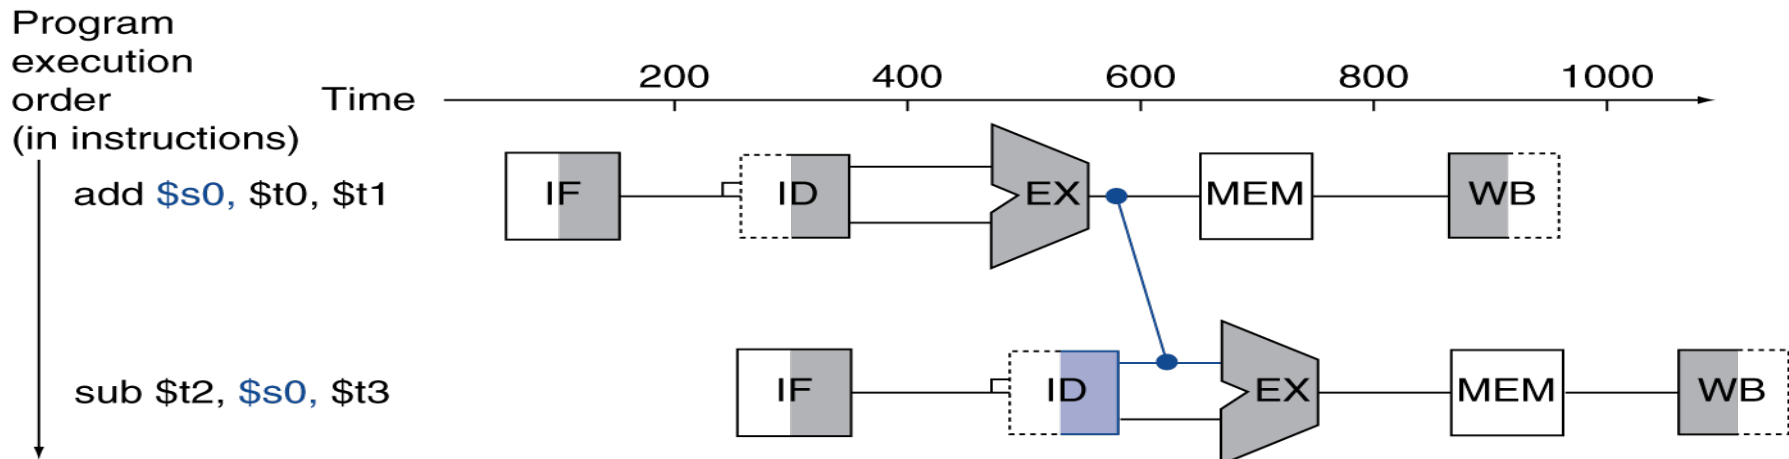 Program
execution
order
(in instructions)
Time
200 400 600 800 1000
add $s0, $t0, $t1
IF ID EX MEM WB
sub $t2, $s0, $t3
IF ID EX MEM WB